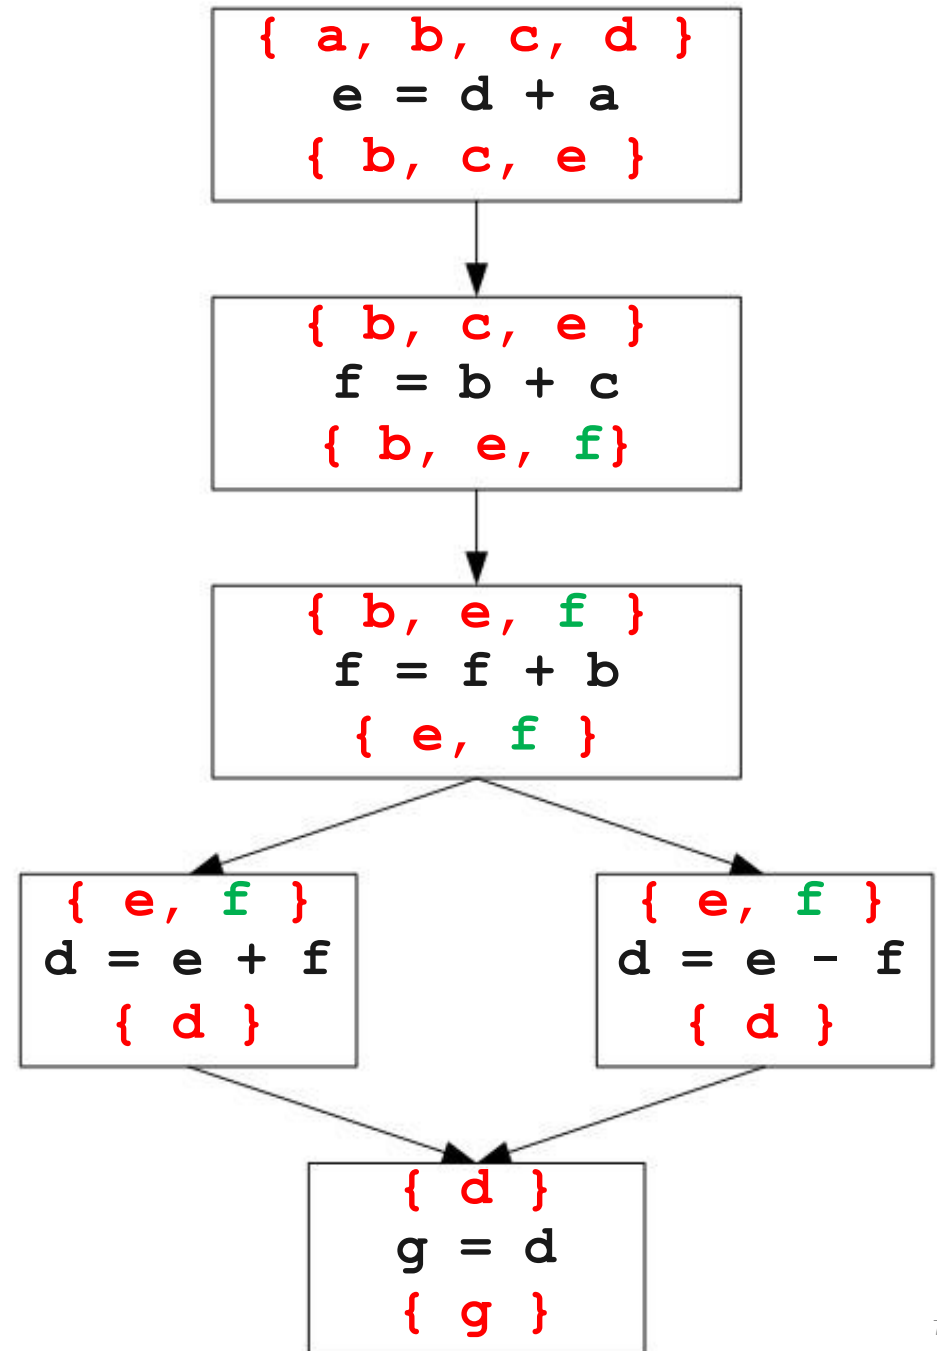 { a, b, c, d }
e = d + a
{ b, c, e }
{ b, c, e }
f = b + c
{ b, e, f}
{ b, e, f }
f = f + b
{ e, f }
{ e, f }
d = e + f
{ d }
{ e, f }
d = e - f
{ d }
{ d }
g = d
{ g }